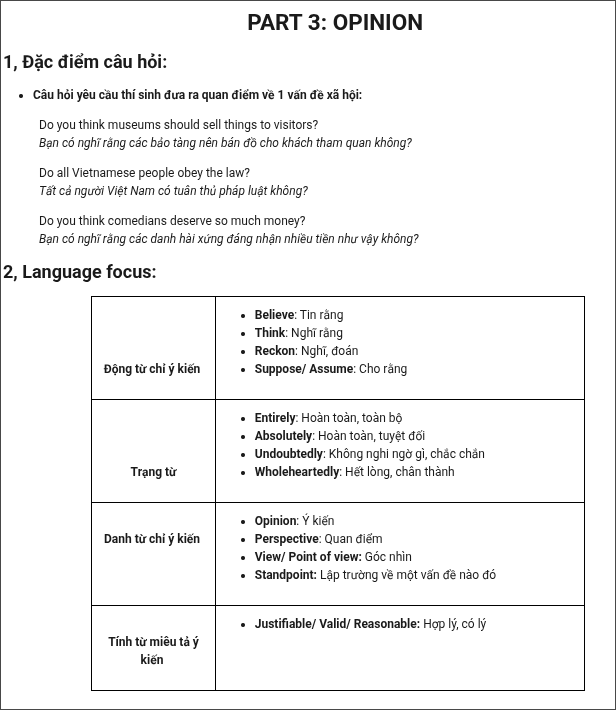 PART 3: OPINION
1, Đặc điểm câu hỏi:
Câu hỏi yêu cầu thí sinh đưa ra quan điểm về 1 vấn đề xã hội:
Do you think museums should sell things to visitors?
Bạn có nghĩ rằng các bảo tàng nên bán đồ cho khách tham quan không?
Do all Vietnamese people obey the law?
Tất cả người Việt Nam có tuân thủ pháp luật không?
Do you think comedians deserve so much money?
Bạn có nghĩ rằng các danh hài xứng đáng nhận nhiều tiền như vậy không?
2, Language focus:
Động từ chỉ ý kiến
Believe: Tin rằng
Think: Nghĩ rằng
Reckon: Nghĩ, đoán
Suppose/ Assume: Cho rằng
Trạng từ
Entirely: Hoàn toàn, toàn bộ
Absolutely: Hoàn toàn, tuyệt đối
Undoubtedly: Không nghi ngờ gì, chắc chắn
Wholeheartedly: Hết lòng, chân thành
Danh từ chỉ ý kiến
Opinion: Ý kiến
Perspective: Quan điểm
View/ Point of view: Góc nhìn
Standpoint: Lập trường về một vấn đề nào đó
Tính từ miêu tả ý
kiến
Justifiable/ Valid/ Reasonable: Hợp lý, có lý